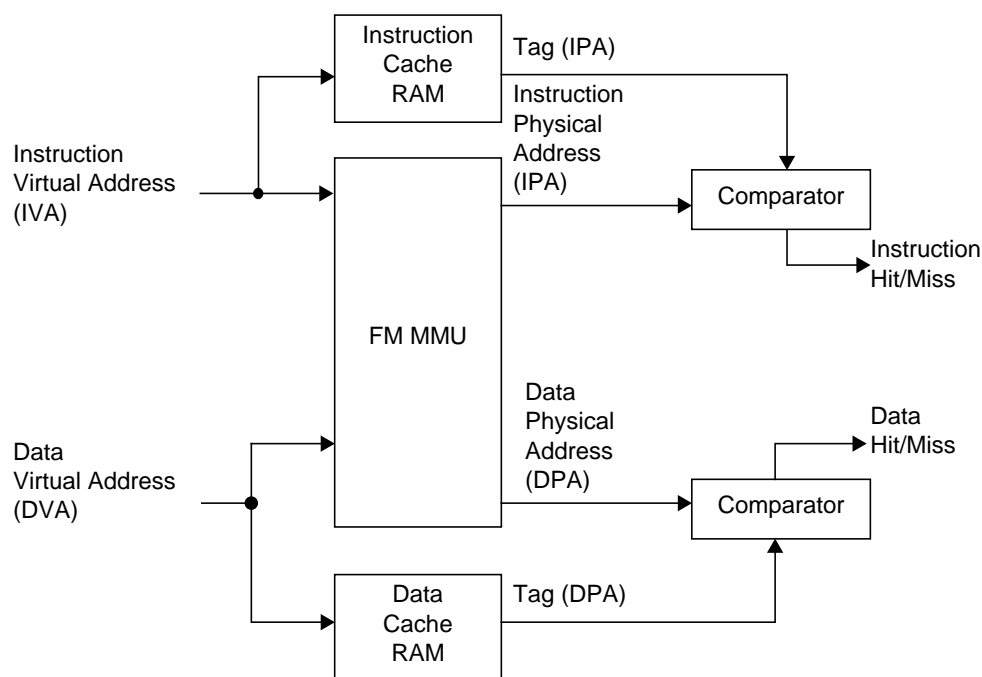 Instruction
Cache
RAM
Tag (IPA)
Instruction
Physical
Address
(IPA)
Instruction
Virtual Address
(IVA)
Comparator
Instruction
Hit/Miss
FM MMU
Data
Physical
Address
(DPA)
Data
Hit/Miss
Data
Virtual Address
(DVA)
Comparator
Data
Cache
RAM
Tag (DPA)